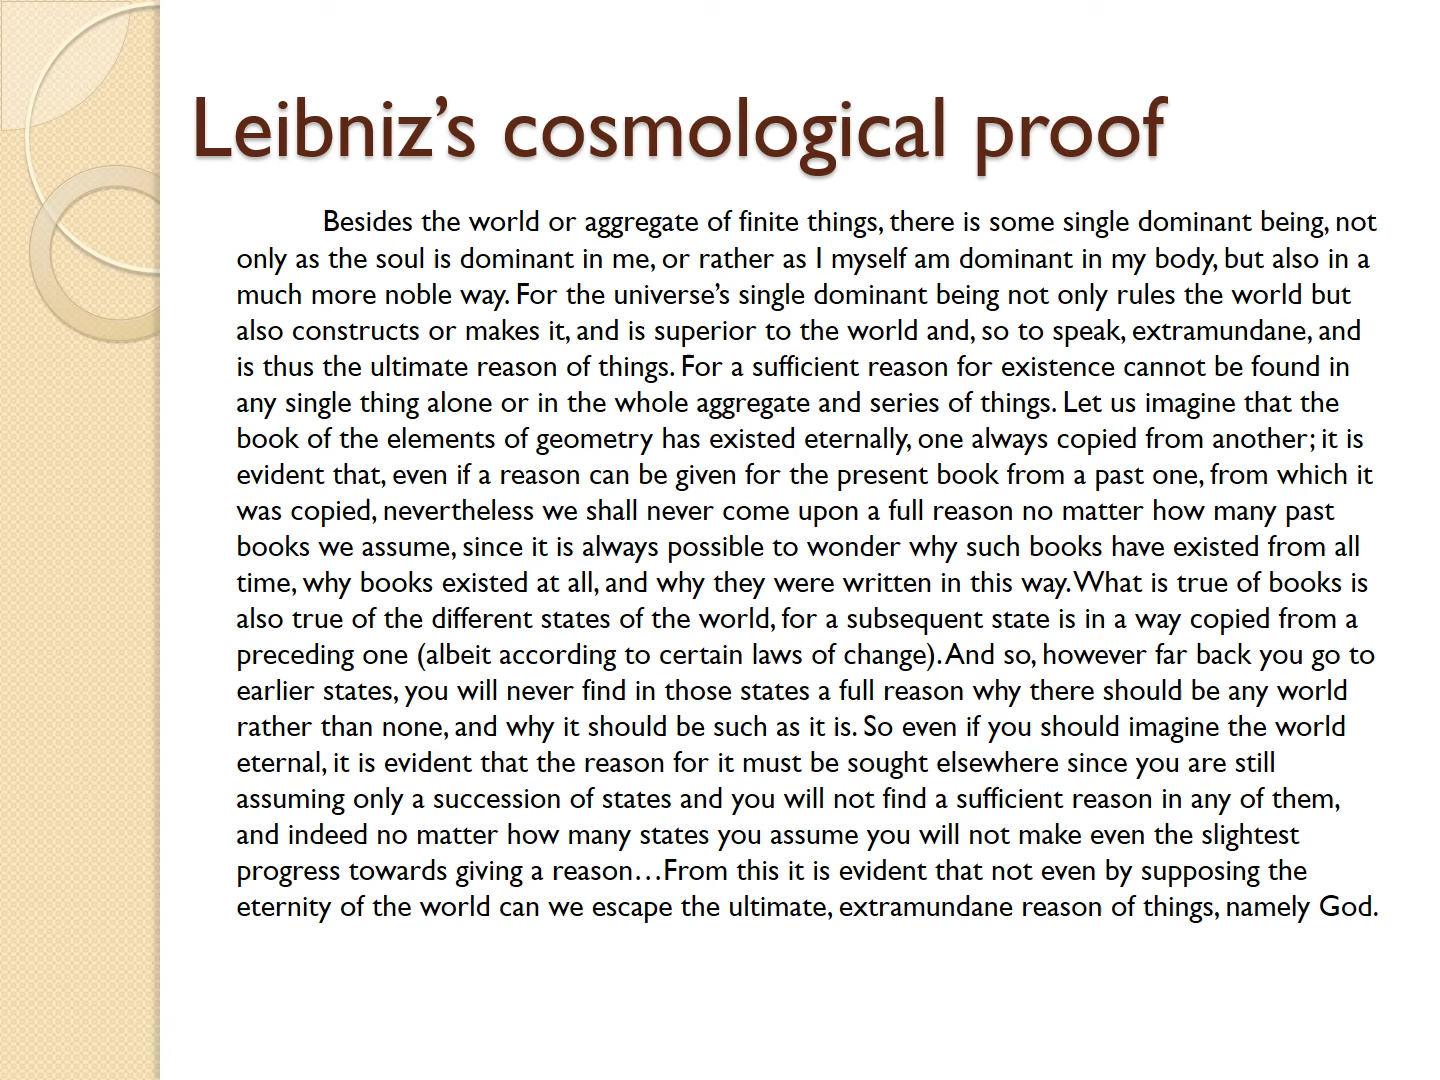 Leibniz’s cosmological proof
Besides the world or aggregate of finite things, there is some single dominant being, not
only as the soul is dominant in me, or rather as I myself am dominant in my body, but also in a
much more noble way. For the universe’s single dominant being not only rules the world but
also constructs or makes it, and is superior to the world and, so to speak, extramundane, and
is thus the ultimate reason of things. For a sufficient reason for existence cannot be found in
any single thing alone or in the whole aggregate and series of things. Let us imagine that the
book of the elements of geometry has existed eternally, one always copied from another; it is
evident that, even if a reason can be given for the present book from a past one, from which it
was copied, nevertheless we shall never come upon a full reason no matter how many past
books we assume, since it is always possible to wonder why such books have existed from all
time, why books existed at all, and why they were written in this way. What is true of books is
also true of the different states of the world, for a subsequent state is in a way copied from a
preceding one (albeit according to certain laws of change). And so, however far back you go to
earlier states, you will never find in those states a full reason why there should be any world
rather than none, and why it should be such as it is. So even if you should imagine the world
eternal, it is evident that the reason for it must be sought elsewhere since you are still
assuming only a succession of states and you will not find a sufficient reason in any of them,
and indeed no matter how many states you assume you will not make even the slightest
progress towards giving a reason…From this it is evident that not even by supposing the
eternity of the world can we escape the ultimate, extramundane reason of things, namely God.